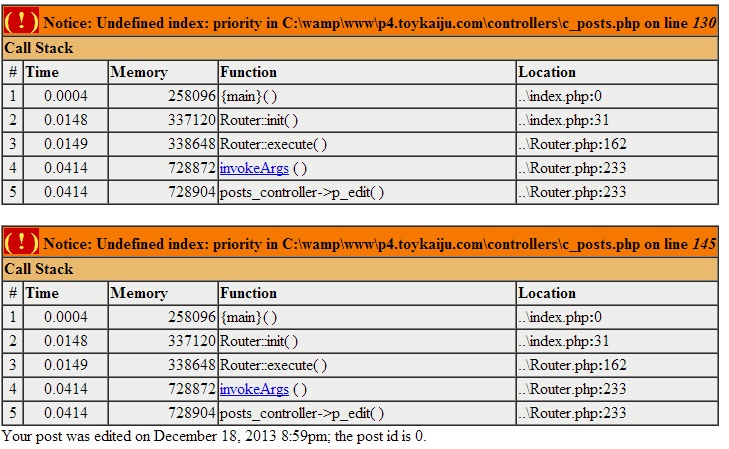 ( ! ) Notice: Undefined index: priority in C:\wamp\www\p4.toykaiju.com\controllers\c_posts.php on line 130
Call Stack
# Time Memory Function Location
1 0.0004 258096 {main}( ) ..\index.php:0
2 0.0148 337120 Router::init( ) ..\index.php:31
3 0.0149 338648 Router::execute( ) ..\Router.php:162
4 0.0414 728872 invokeArgs ( ) ..\Router.php:233
5 0.0414 728904 posts_controller->p_edit( ) ..\Router.php:233
( ! ) Notice: Undefined index: priority in C:\wamp\www\p4.toykaiju.com\controllers\c_posts.php on line 145
Call Stack
# Time Memory Function Location
1 0.0004 258096 {main}( ) ..\index.php:0
2 0.0148 337120 Router::init( ) ..\index.php:31
3 0.0149 338648 Router::execute( ) ..\Router.php:162
4 0.0414 728872 invokeArgs ( ) ..\Router.php:233
5 0.0414 728904 posts_controller->p_edit( ) ..\Router.php:233
Your post was edited on December 18, 2013 8:59pm; the post id is 0.